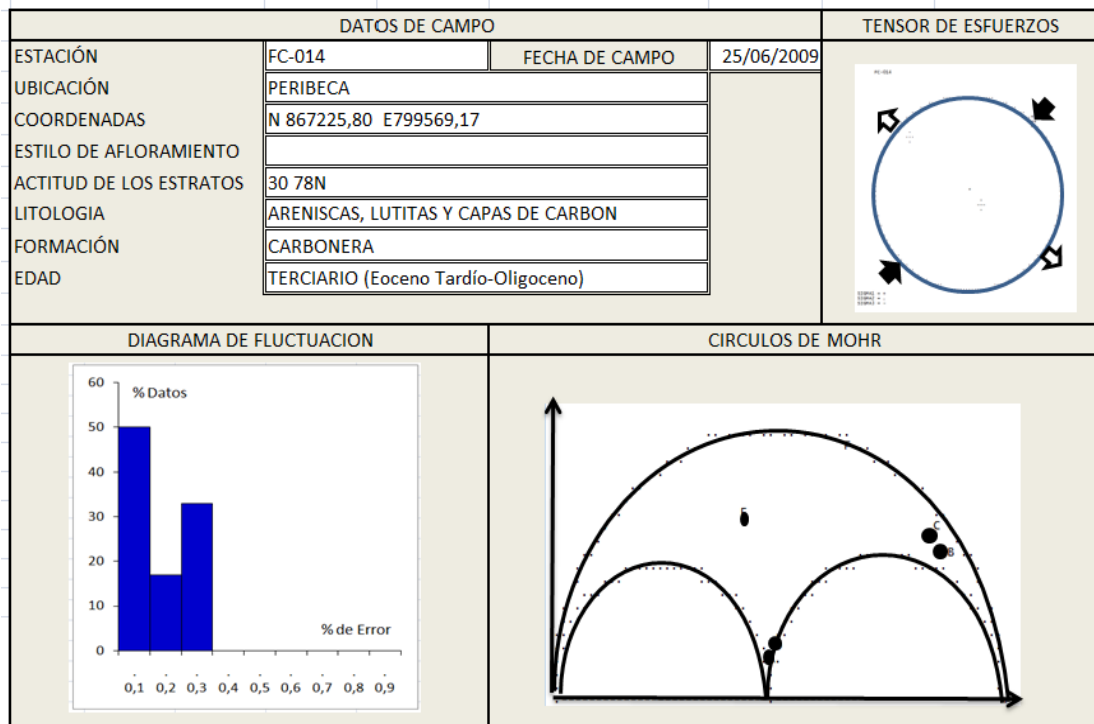 DATOS DE CAMPO
TENSOR DE ESFUERZOS
ESTACIÓN FC-014 FECHA DE CAMPO 25/06/2009
UBICACIÓN PERIBECA
COORDENADAS N 867225,80 E799569,17
ESTILO DE AFLORAMIENTO
ACTITUD DE LOS ESTRATOS 30 78N
LITOLOGIA ARENISCAS, LUTITAS Y CAPAS DE CARBON
FORMACIÓN CARBONERA
EDAD TERCIARIO (Eoceno Tardío-Oligoceno)
FC-014
DIAGRAMA DE FLUCTUACION
CIRCULOS DE MOHR
% Datos
60
50
40
30
20
10
0
% de Error
0,1 0,2 0,3 0,4 0,5 0,6 0,7 0,8 0,9
C
B